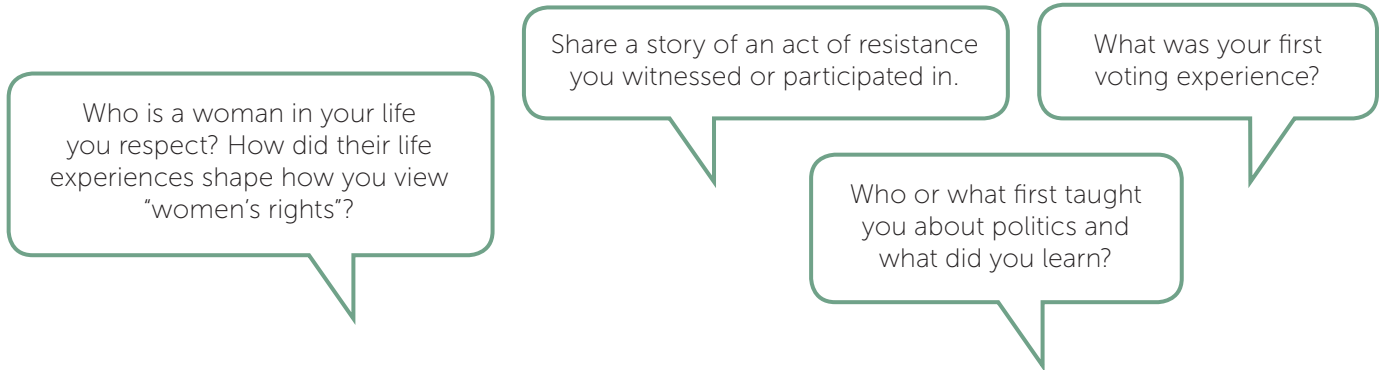 Who is a woman in your life
you respect? How did their life
experiences shape how you view
“women’s rights”?
Share a story of an act of resistance
you witnessed or participated in.
What was your first
voting experience?
Who or what first taught
you about politics and
what did you learn?